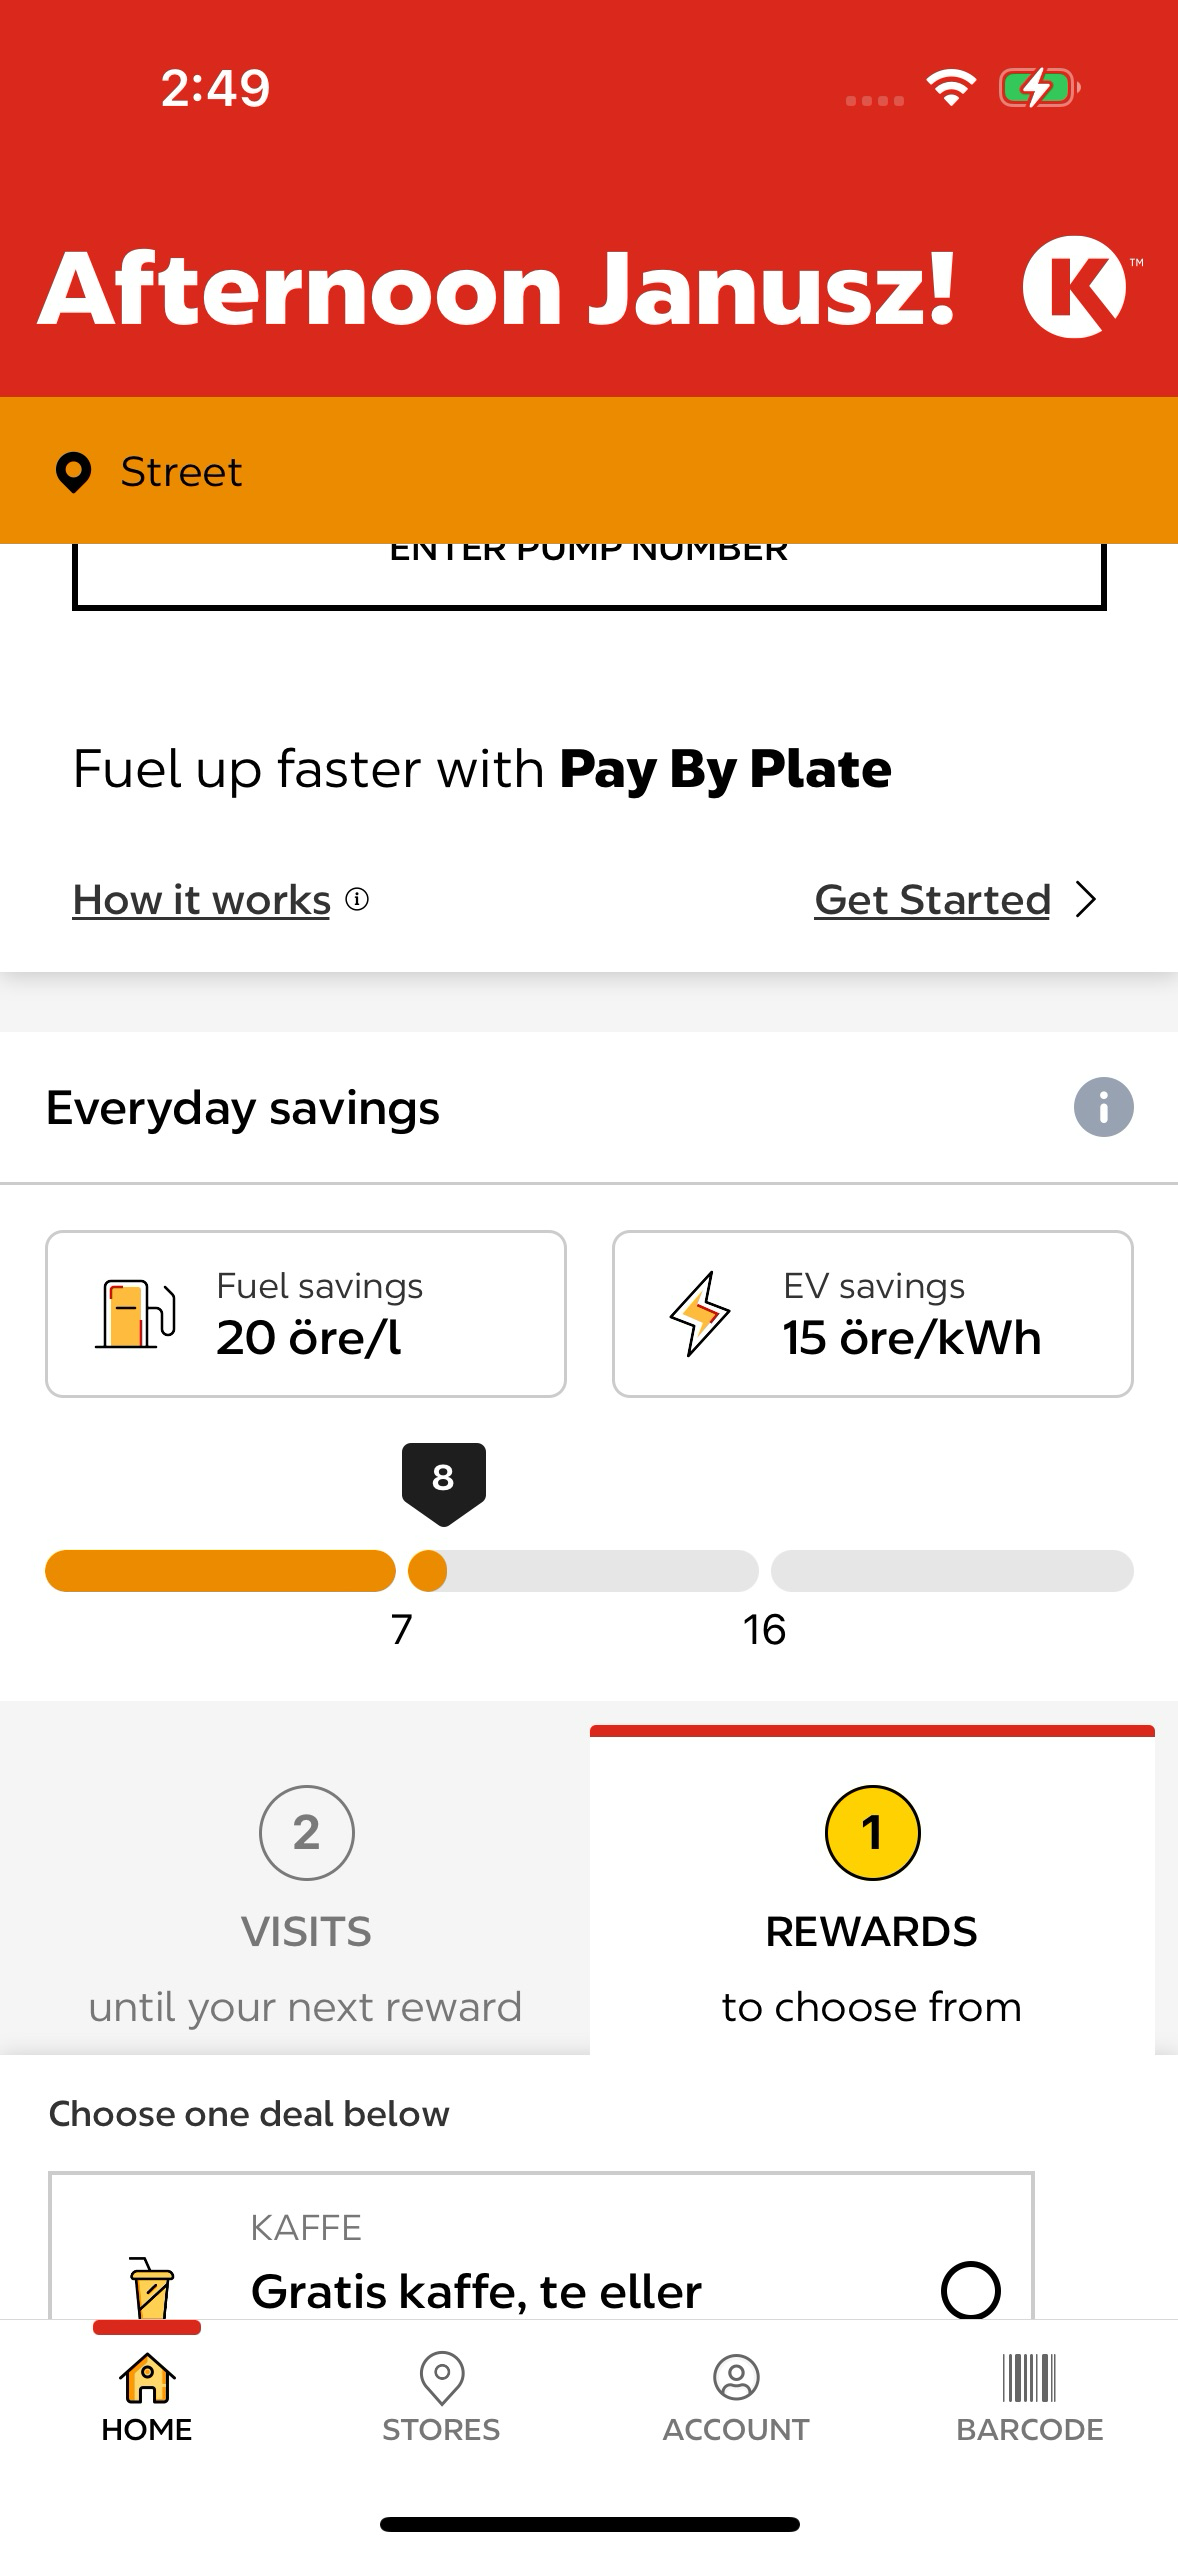 2:49
Afternoon Janusz!
K
TM
Street
ENTER PUMP NUMBER
Fuel up faster with Pay By Plate
How it works
Get Started
Everyday savings
Fuel savings
20 öre/l
EV savings
15 öre/kWh
8
7
16
2
VISITS
until your next reward
1
REWARDS
to choose from
Choose one deal below
KAFFE
Gratis kaffe, te eller
HOME
STORES
ACCOUNT
BARCODE